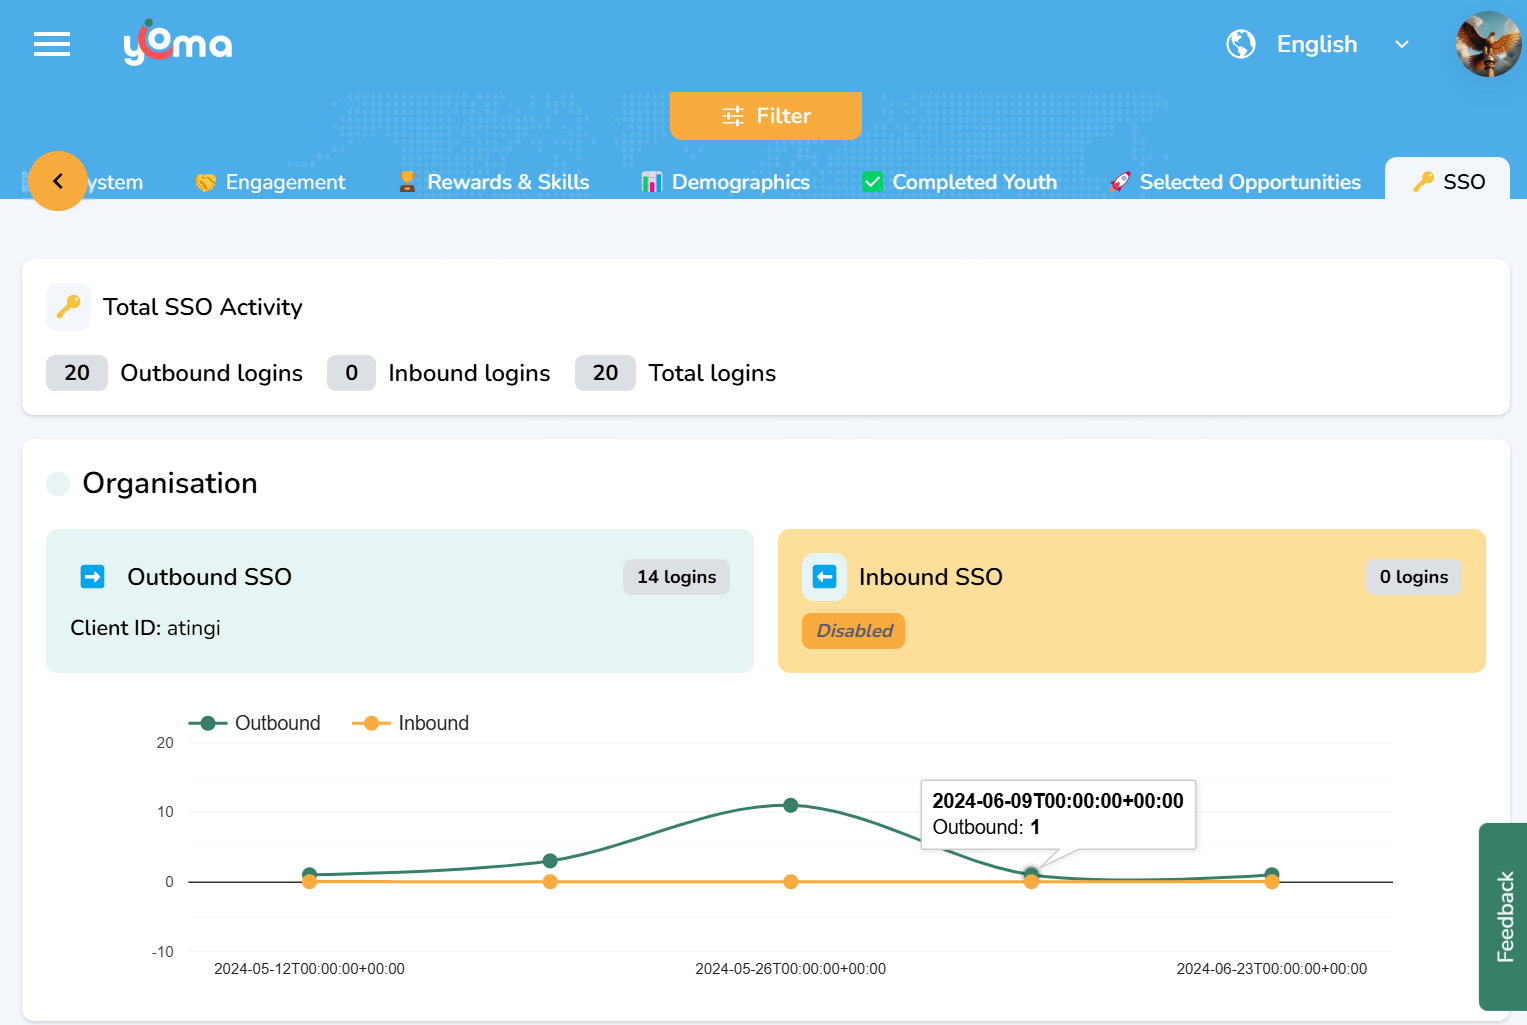 yoma
English
Filter
ystem
Engagement
Rewards & Skills
Demographics
Completed Youth
Selected Opportunities
SSO
Total SSO Activity
20 Outbound logins 0 Inbound logins 20 Total logins
Organisation
Outbound SSO 14 logins
Client ID: atingi
Inbound SSO 0 logins
Disabled
Outbound Inbound
20
10
0
-10
2024-06-09T00:00:00+00:00
Outbound: 1
2024-05-12T00:00:00+00:00
2024-05-26T00:00:00+00:00
2024-06-23T00:00:00+00:00
Feedback